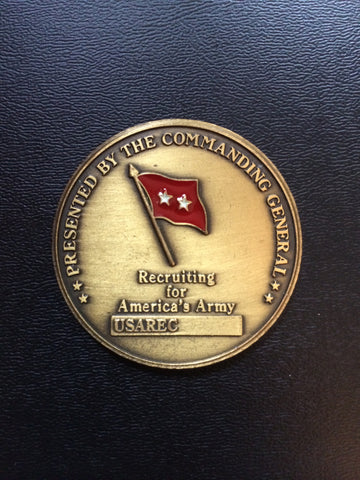 PRESENTED BY THE COMMANDING GENERAL
Recruiting
for
America's Army
USAREC